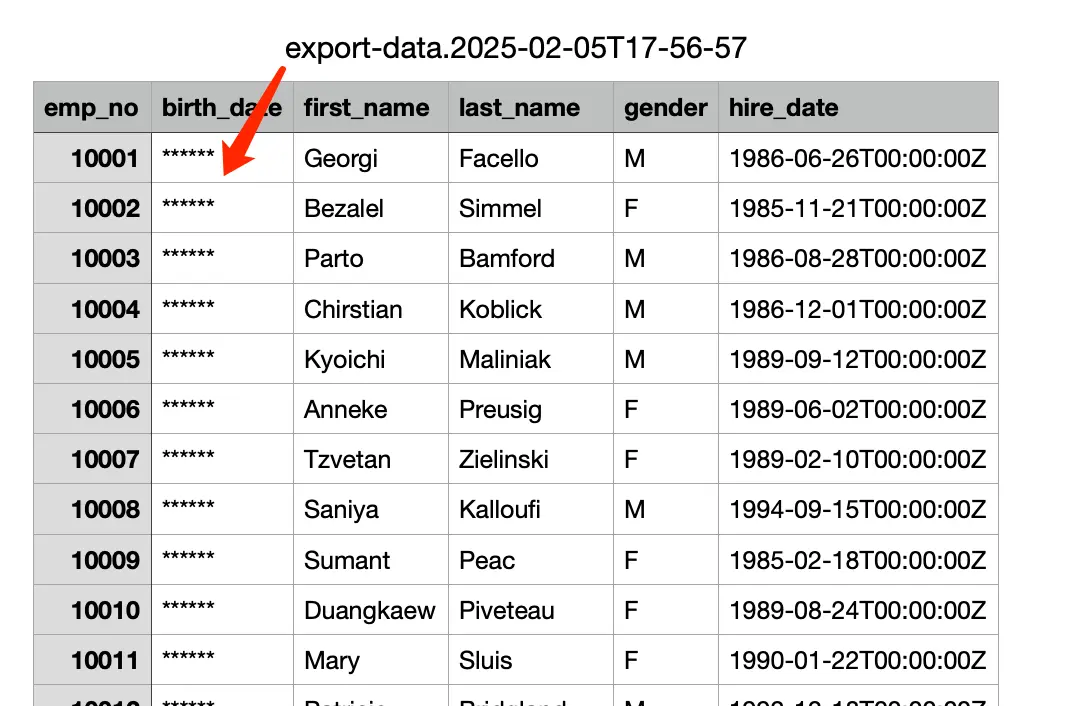 export-data.2025-02-05T17-56-57
emp_no birth_date first_name last_name gender hire_date
10001 ****** Georgi Facello M 1986-06-26T00:00:00Z
10002 ****** Bezalel Simmel F 1985-11-21T00:00:00Z
10003 ****** Parto Bamford M 1986-08-28T00:00:00Z
10004 ****** Chirstian Koblick M 1986-12-01T00:00:00Z
10005 ****** Kyoichi Maliniak M 1989-09-12T00:00:00Z
10006 ****** Anneke Preusig F 1989-06-02T00:00:00Z
10007 ****** Tzvetan Zielinski F 1989-02-10T00:00:00Z
10008 ****** Saniya Kalloufi M 1994-09-15T00:00:00Z
10009 ****** Sumant Peac F 1985-02-18T00:00:00Z
10010 ****** Duangkaew Piveteau F 1989-08-24T00:00:00Z
10011 ****** Mary Sluis F 1990-01-22T00:00:00Z